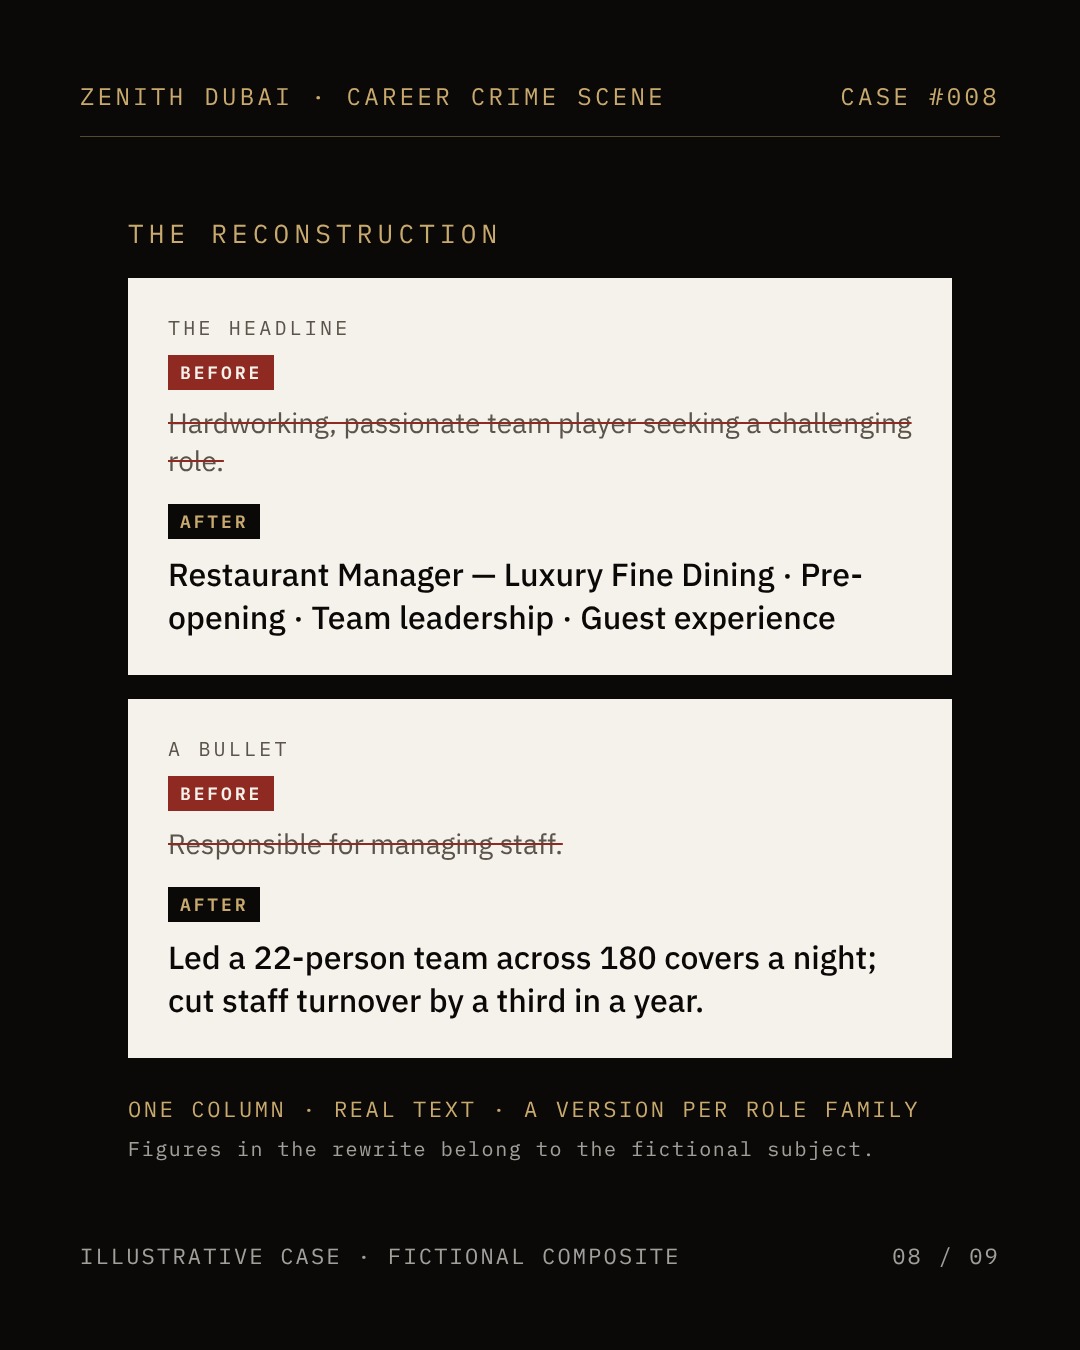 ZENITH DUBAI · CAREER CRIME SCENE
CASE #008
THE RECONSTRUCTION
THE HEADLINE
BEFORE
Hardworking, passionate team player seeking a challenging
role.
AFTER
Restaurant Manager — Luxury Fine Dining · Pre-
opening · Team leadership · Guest experience
A BULLET
BEFORE
Responsible for managing staff.
AFTER
Led a 22-person team across 180 covers a night;
cut staff turnover by a third in a year.
ONE COLUMN · REAL TEXT · A VERSION PER ROLE FAMILY
Figures in the rewrite belong to the fictional subject.
ILLUSTRATIVE CASE · FICTIONAL COMPOSITE
08 / 09